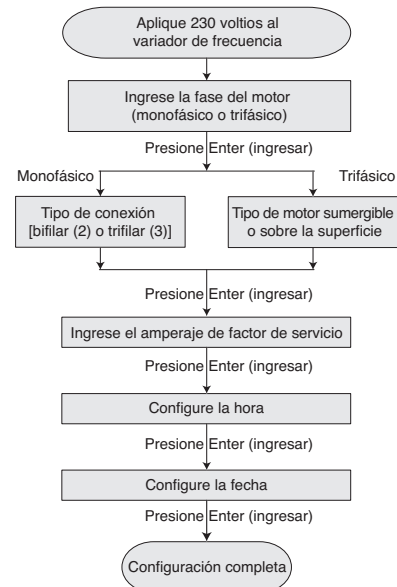 Aplique 230 voltios al
variador de frecuencia
Ingrese la fase del motor
(monofásico o trifásico)
Presione Enter (ingresar)
Monofásico
Trifásico
Tipo de conexión
[bifilar (2) o trifilar (3)]
Tipo de motor sumergible
o sobre la superficie
Presione Enter (ingresar)
Ingrese el amperaje de factor de servicio
Presione Enter (ingresar)
Configure la hora
Presione Enter (ingresar)
Configure la fecha
Presione Enter (ingresar)
Configuración completa